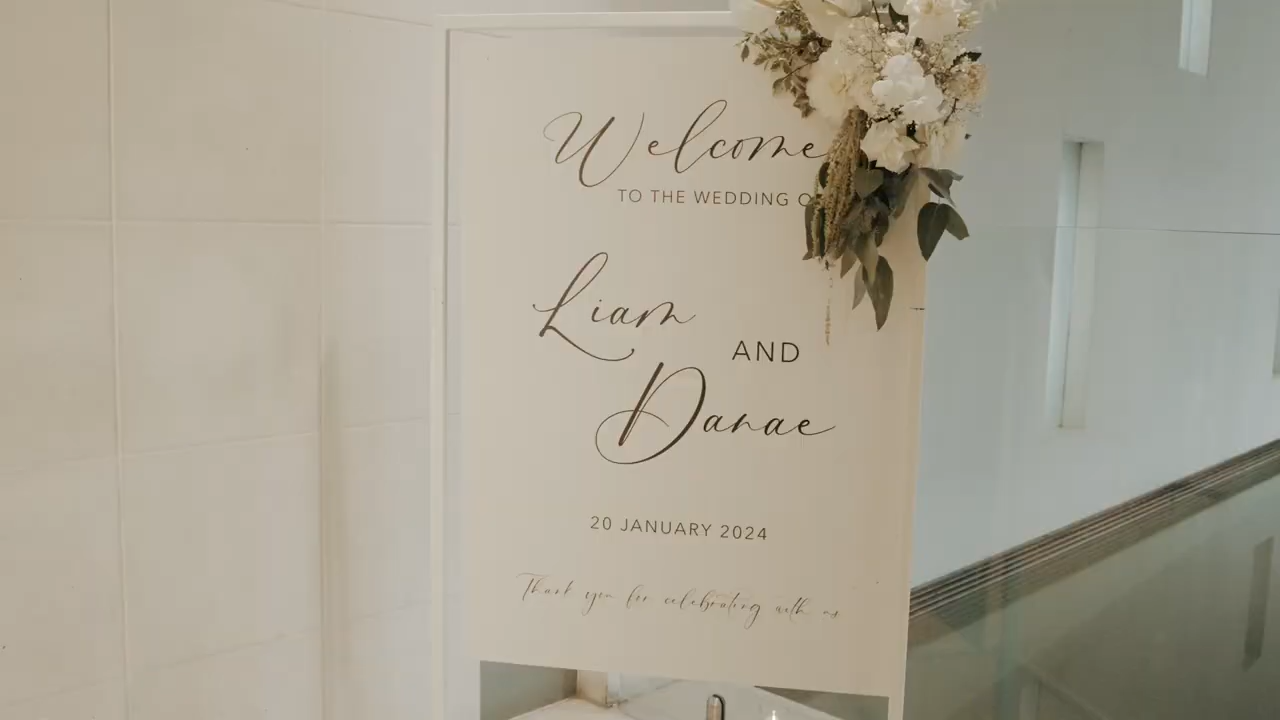 Welcome
TO THE WEDDING O
Liam
AND
Danae
20 JANUARY 2024
Thank you for celebrating with us